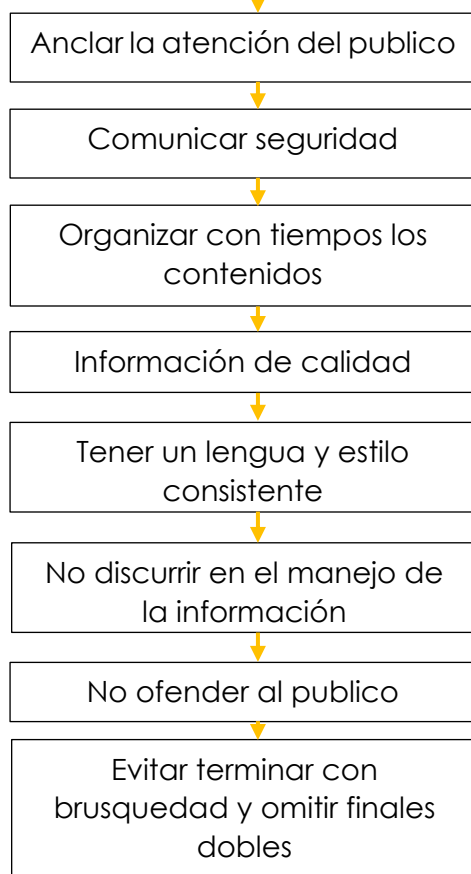 Anclar la atención del publico
Comunicar seguridad
Organizar con tiempos los
contenidos
Información de calidad
Tener un lengua y estilo
consistente
No discurrir en el manejo de
la información
No ofender al publico
Evitar terminar con
brusquedad y omitir finales
dobles